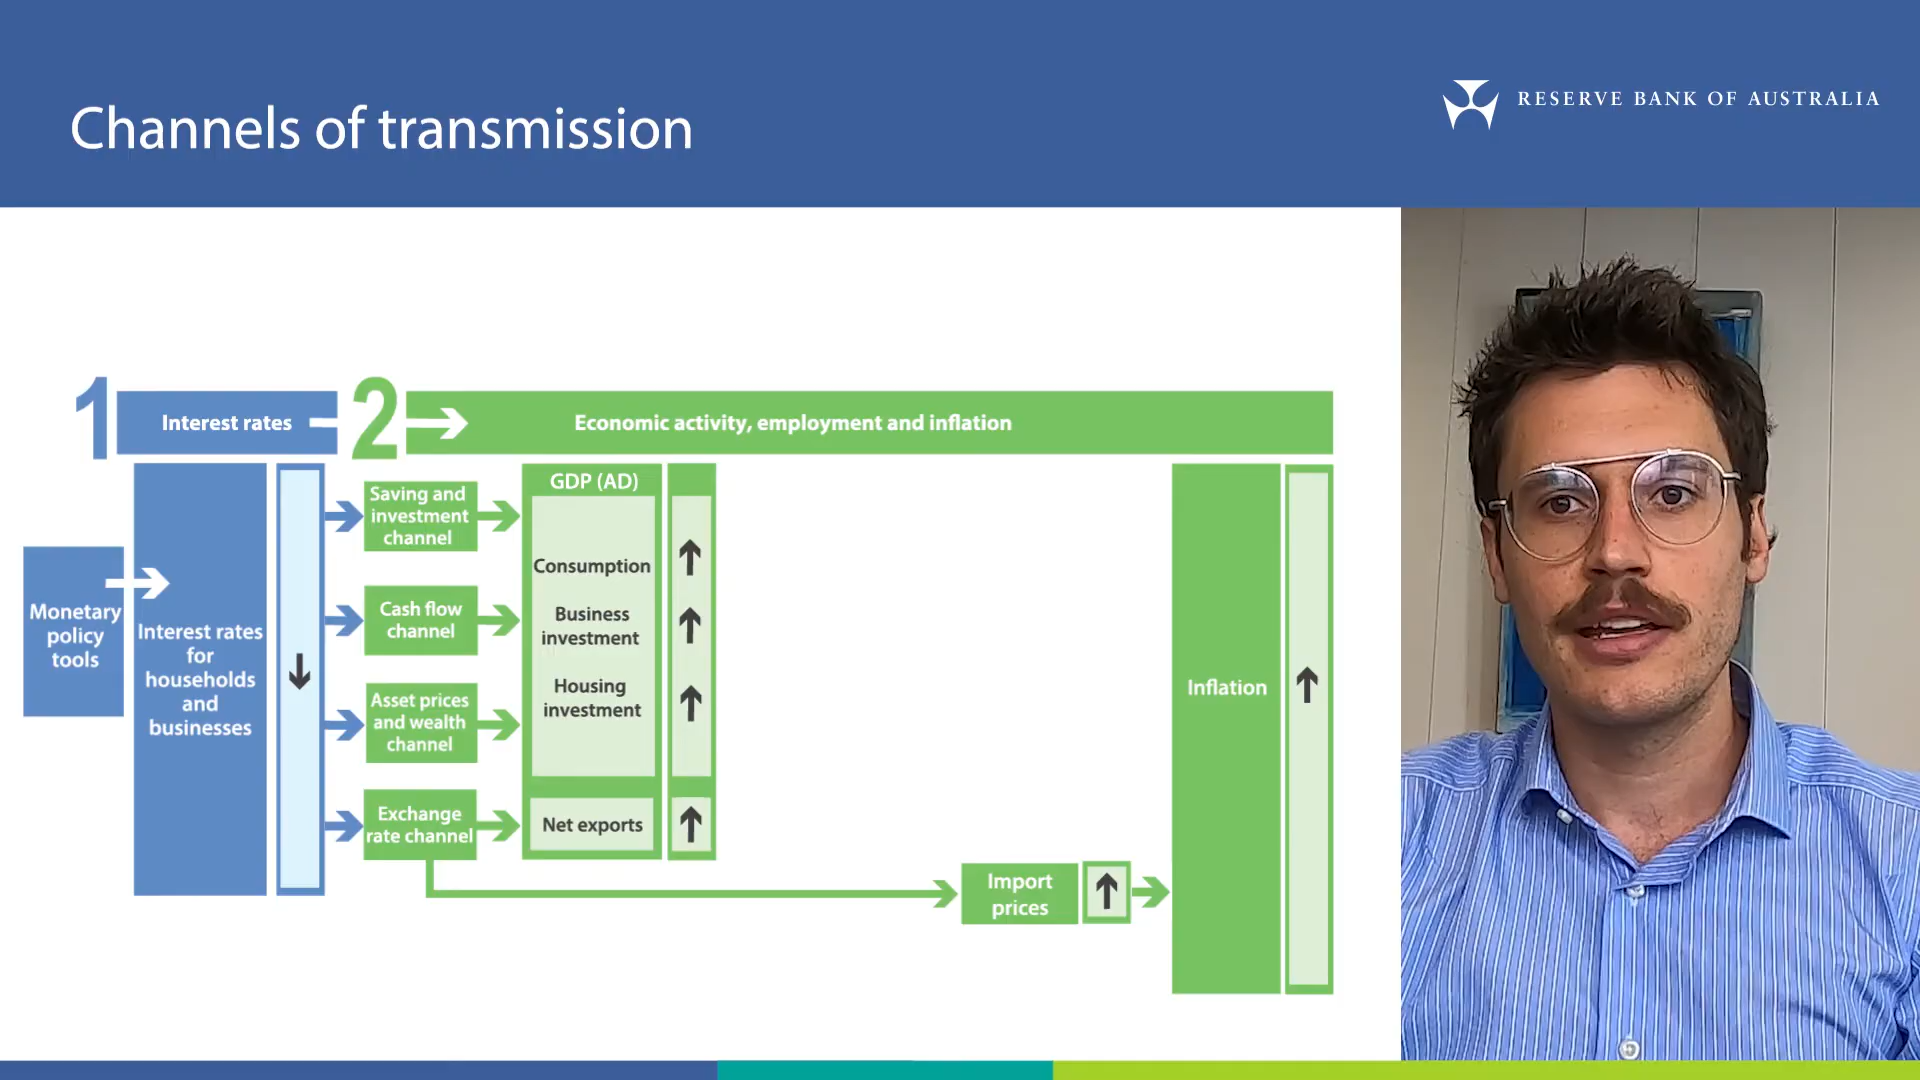 Channels of transmission
RESERVE BANK OF AUSTRALIA
1
Interest rates
2
Economic activity, employment and inflation
Monetary
policy
tools
Interest rates
for
households
and
businesses
Saving and
investment
channel
Cash flow
channel
Asset prices
and wealth
channel
Exchange
rate channel
GDP (AD)
Consumption
Business
investment
Housing
investment
Net exports
Import
prices
Inflation